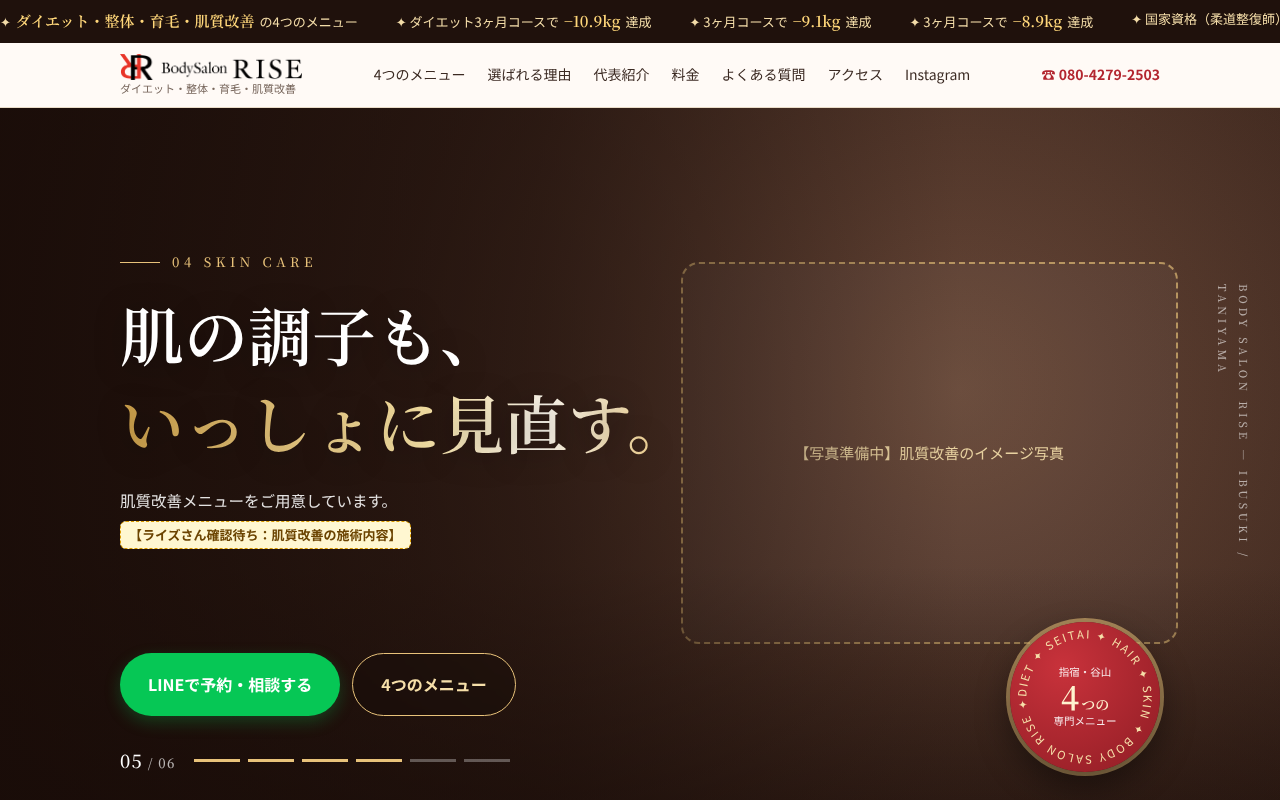 ✦ ダイエット・整体・育毛・肌質改善 の4つのメニュー ✦ ダイエット3ヶ月コースで −10.9kg 達成 ✦ 3ヶ月コースで −9.1kg 達成 ✦ 3ヶ月コースで −8.9kg 達成 ✦ 国家資格（柔道整復師）
BodySalon RISE
ダイエット・整体・育毛・肌質改善
4つのメニュー 選ばれる理由 代表紹介 料金 よくある質問 アクセス Instagram ☎ 080-4279-2503
04 SKIN CARE
肌の調子も、
いっしょに見直す。
肌質改善メニューをご用意しています。
【ライズさん確認待ち：肌質改善の施術内容】
【写真準備中】肌質改善のイメージ写真
BODY SALON RISE — IBUSUKI /
TANIYAMA
LINEで予約・相談する
4つのメニュー
05 / 06
DIET ✦ SEITAI ✦ HAIR ✦ SKIN ✦ BODY SALON RISE ✦
指宿・谷山
4つの
専門メニュー